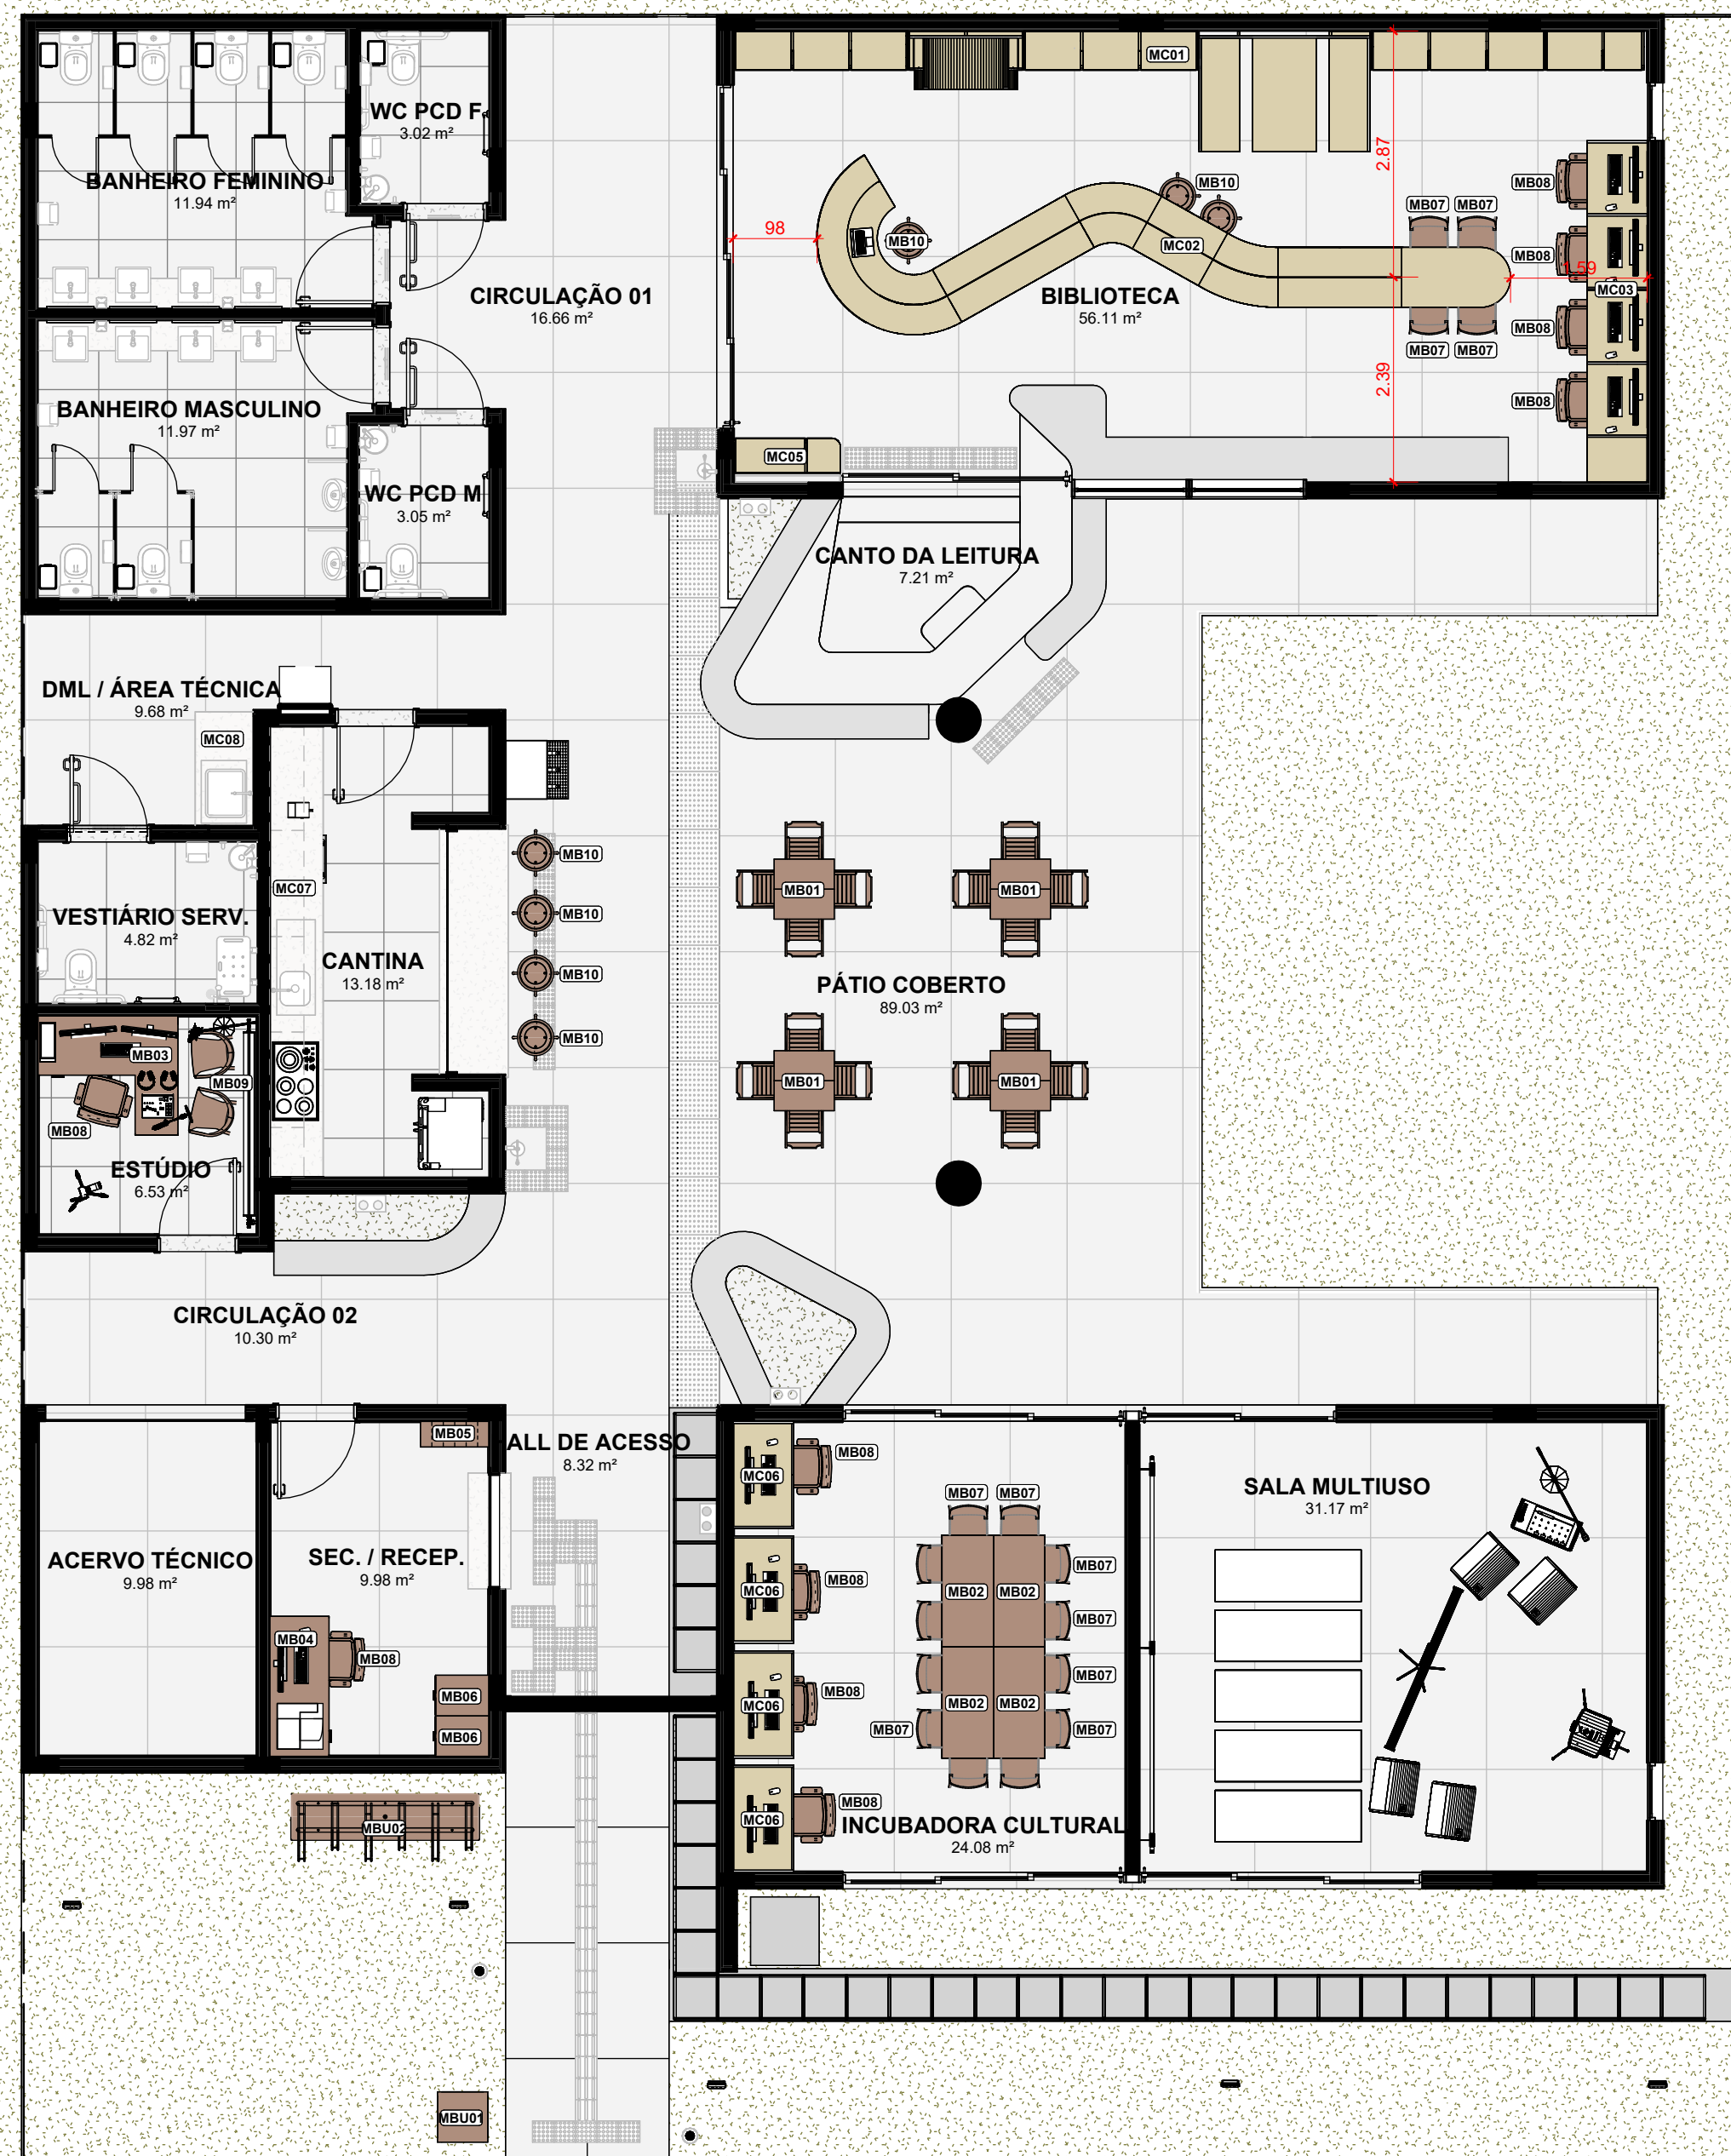 MC01
WC PCD F
3.02 m²
2.87
BANHEIRO FEMININO
11.94 m²
MB10
MB08
MB07
MB07
98
MB10
MC02
MB08
CIRCULAÇÃO 01
16.66 m²
BIBLIOTECA
56.11 m²
.59
MC03
MB08
MB07
MB07
2.39
BANHEIRO MASCULINO
11.97 m²
MB08
MC05
WC PCD M
3.05 m²
CANTO DA LEITURA
7.21 m²
DML / ÁREA TÉCNICA
9.68 m²
MC08
MB10
MC07
MB01
MB01
VESTIÁRIO SERV.
4.82 m²
MB10
CANTINA
13.18 m²
MB10
PÁTIO COBERTO
89.03 m²
MB10
MB03
MB09
MB01
MB01
MB08
ESTÚDIO
6.53 m²
CIRCULAÇÃO 02
10.30 m²
MB05
ALL DE ACESSO
8.32 m²
MB08
MC06
SALA MULTIUSO
31.17 m²
MB07
MB07
ACERVO TÉCNICO
9.98 m²
SEC. / RECEP.
9.98 m²
MB07
MB08
MC06
MB02
MB02
MB07
MB04
MB08
MB07
MB08
MB06
MC06
MB02
MB02
MB07
MB07
MB06
MB08
MC06
MBU02
INCUBADORA CULTURAL
24.08 m²
MBU01